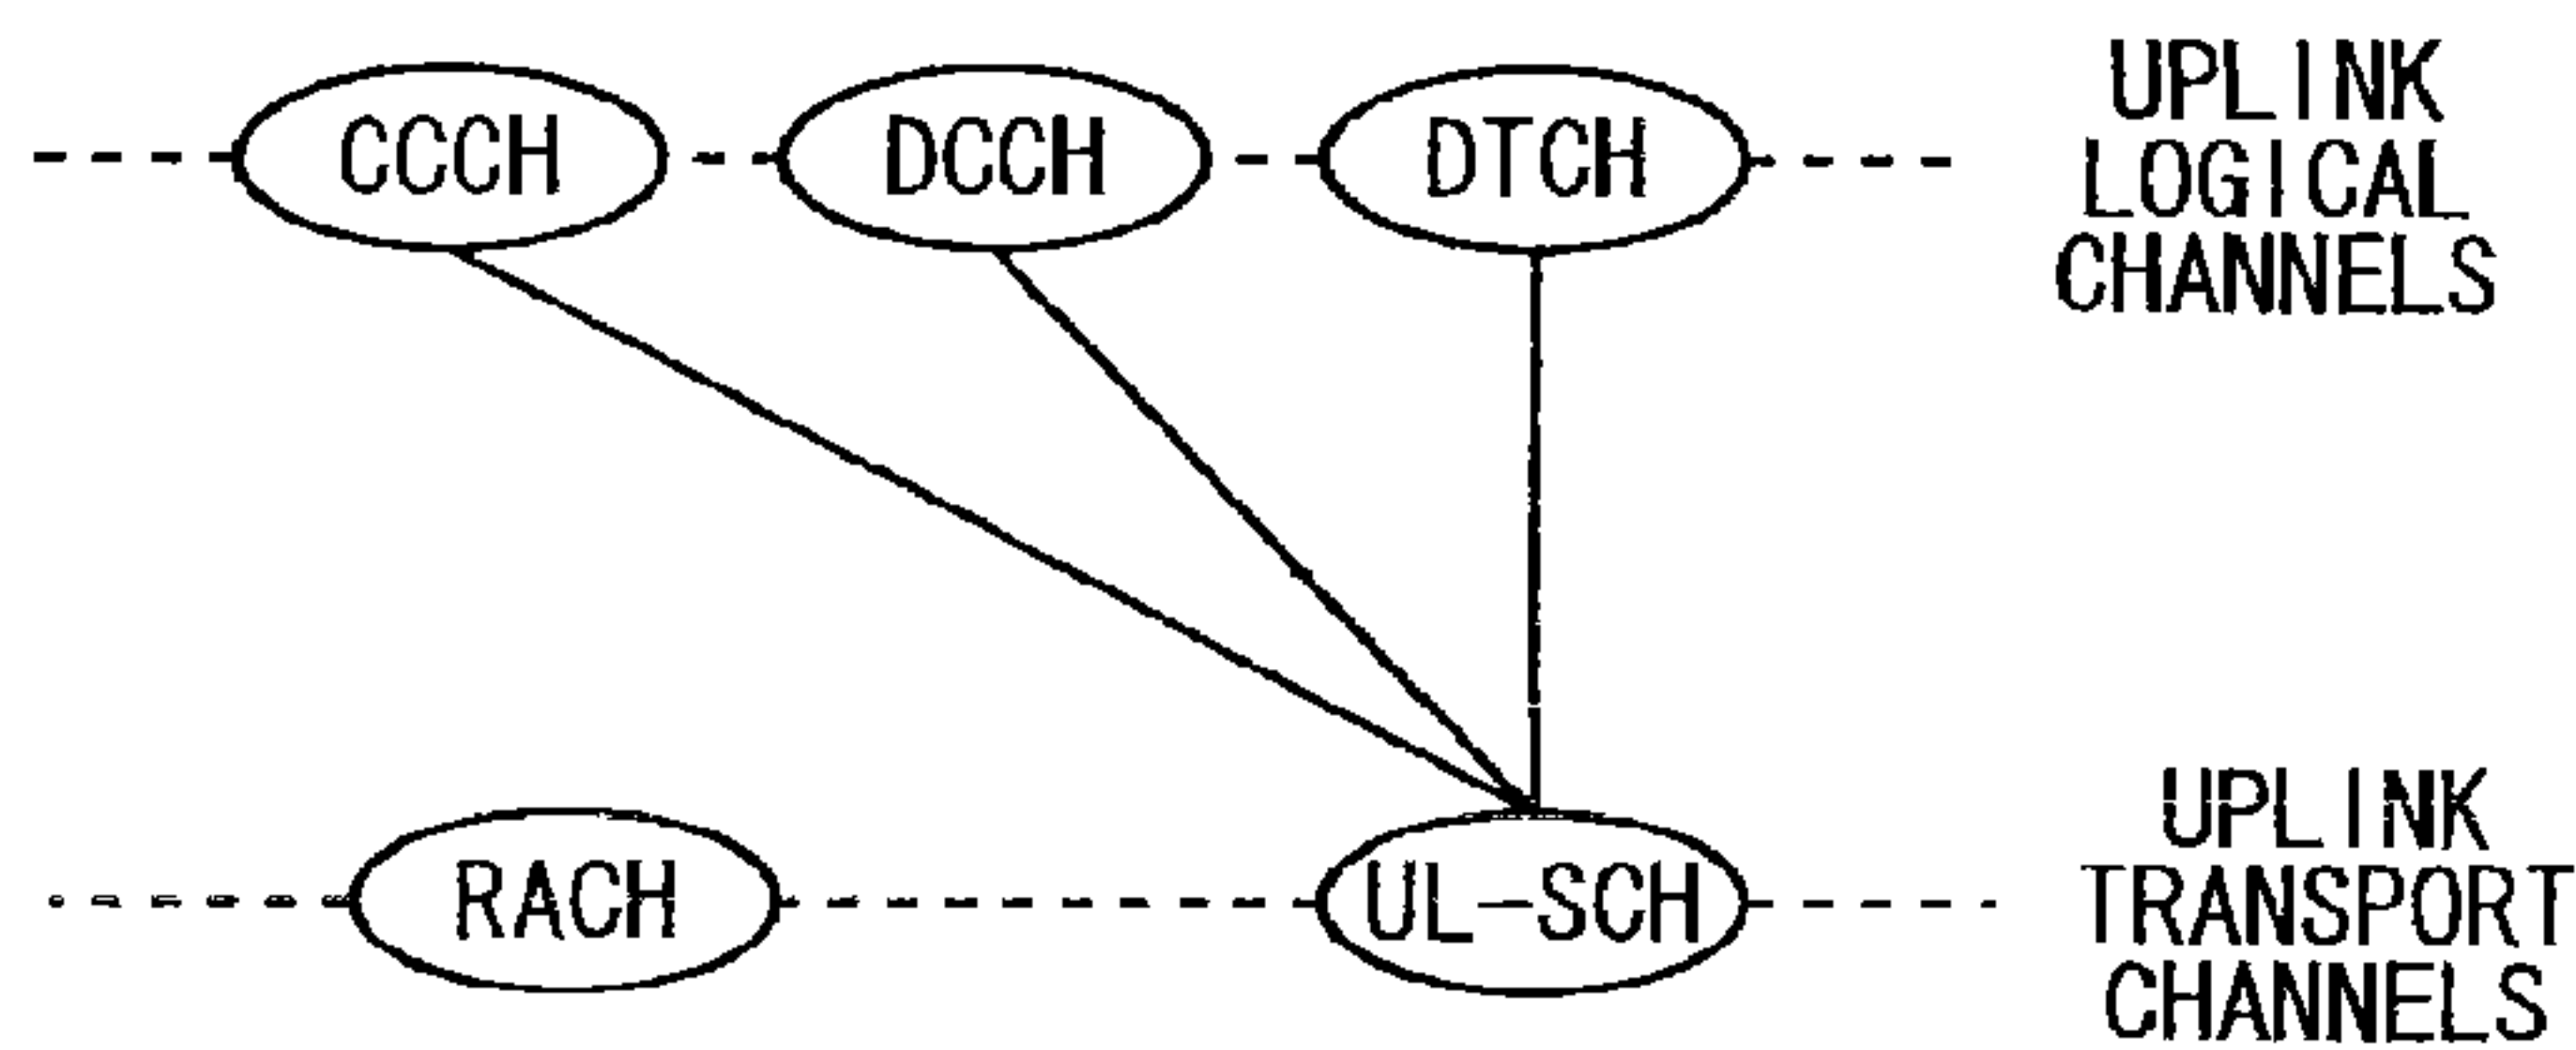 CCCH DCCH DTCH
UPLINK
LOGICAL
CHANNELS
RACH UL-SCH
UPLINK
TRANSPORT
CHANNELS